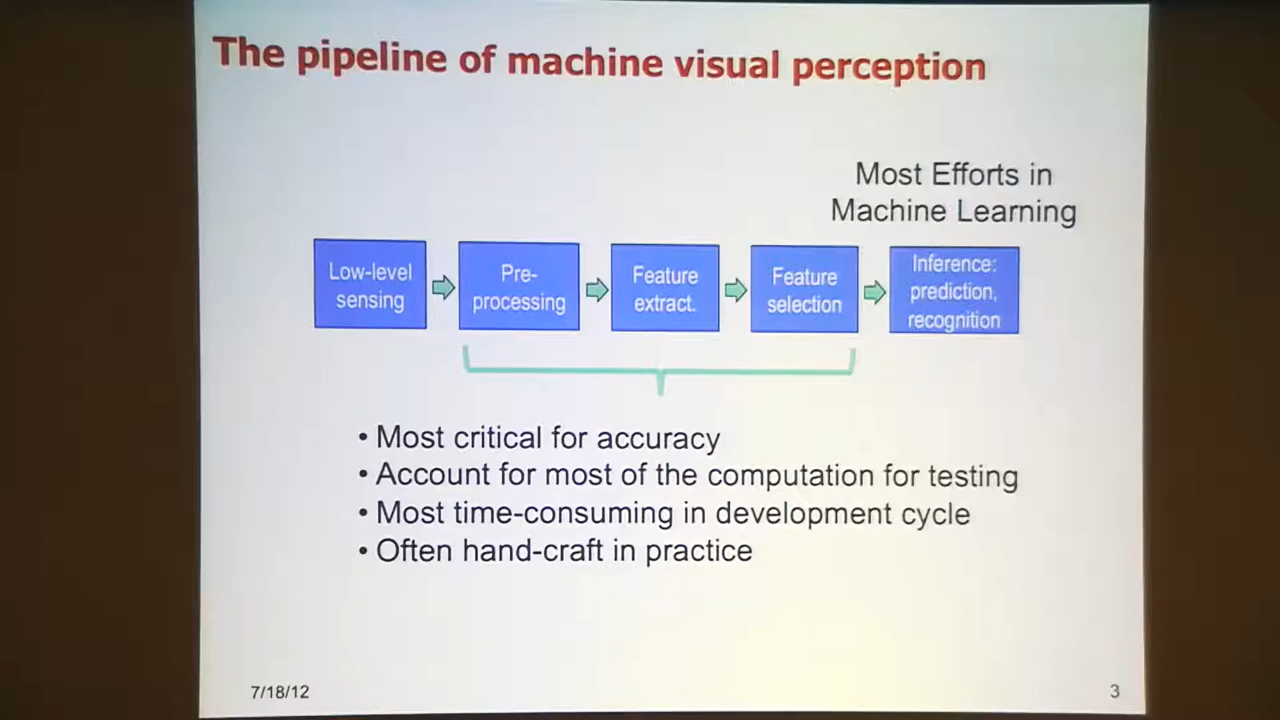 The pipeline of machine visual perception
Most Efforts in
Machine Learning
Low-level
sensing
Pre-
processing
Feature
extract.
Feature
selection
Inference:
prediction,
recognition
• Most critical for accuracy
• Account for most of the computation for testing
• Most time-consuming in development cycle
• Often hand-craft in practice
7/18/12
3